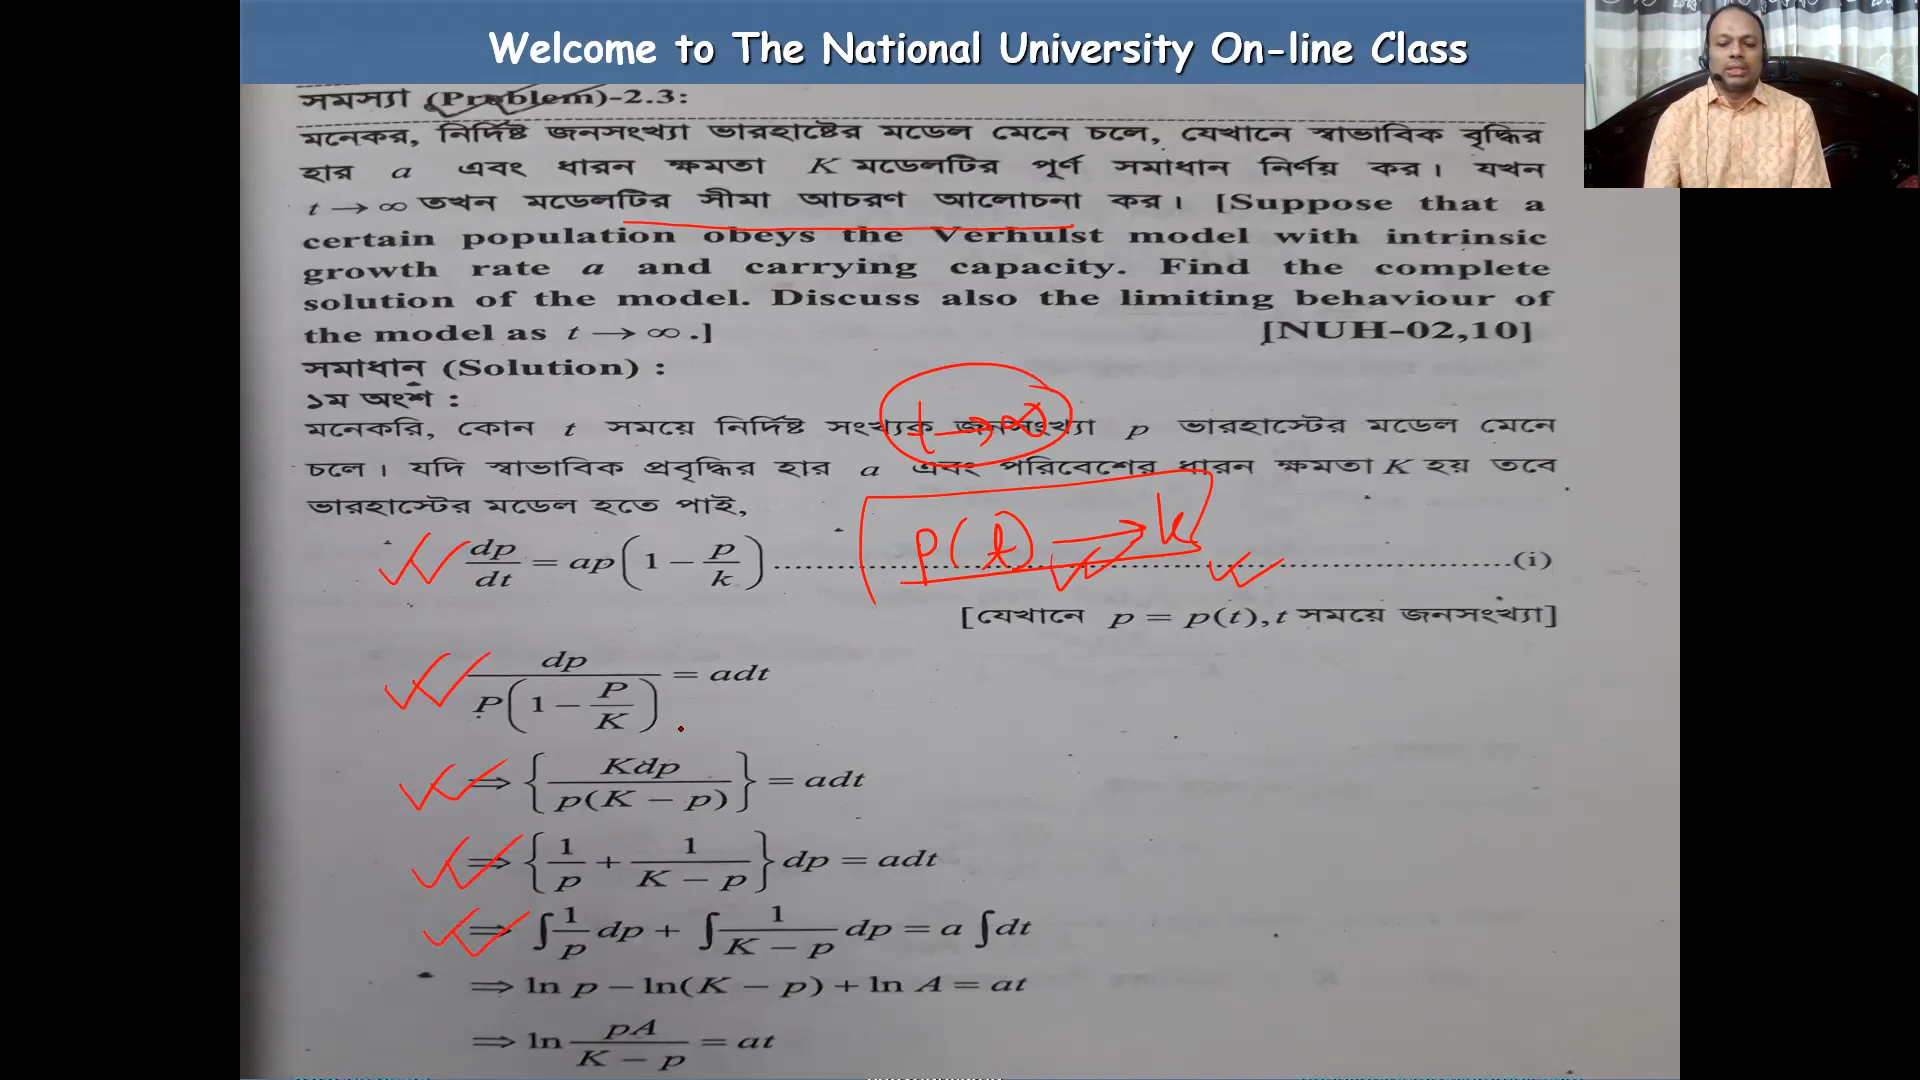 Welcome to The National University On-line Class
সমস্যা (Problem)-2.3:
মনেকর, নির্দিষ্ট জনসংখ্যা ভারহাষ্টের মডেল মেনে চলে, যেখানে স্বাভাবিক বৃদ্ধির
হার a এবং ধারন ক্ষমতা K মডেলটির পূর্ণ সমাধান নির্ণয় কর। যখন
t → ∞ তখন মডেলটির সীমা আচরণ আলোচনা কর। [Suppose that a
certain population obeys the Verhulst model with intrinsic
growth rate a and carrying capacity. Find the complete
solution of the model. Discuss also the limiting behaviour of
the model as t → ∞.] [NUH-02,10]
সমাধান (Solution) :
১ম অংশ :
t → ∞
মনেকরি, কোন t সময়ে নির্দিষ্ট সংখ্যক জনসংখ্যা p ভারহাস্টের মডেল মেনে
চলে। যদি স্বাভাবিক প্রবৃদ্ধির হার a এবং পরিবেশের ধারন ক্ষমতা K হয় তবে
ভারহাস্টের মডেল হতে পাই,
P(t) → k
dp/dt = ap(1 − p/k) ..........(i)
[যেখানে p = p(t), t সময়ে জনসংখ্যা]
dp / P(1 − P/K) = adt
⇒ {Kdp / p(K − p)} = adt
⇒ {1/p + 1/(K − p)} dp = adt
⇒ ∫ 1/p dp + ∫ 1/(K − p) dp = a ∫ dt
⇒ ln p − ln(K − p) + ln A = at
⇒ ln pA/(K − p) = at